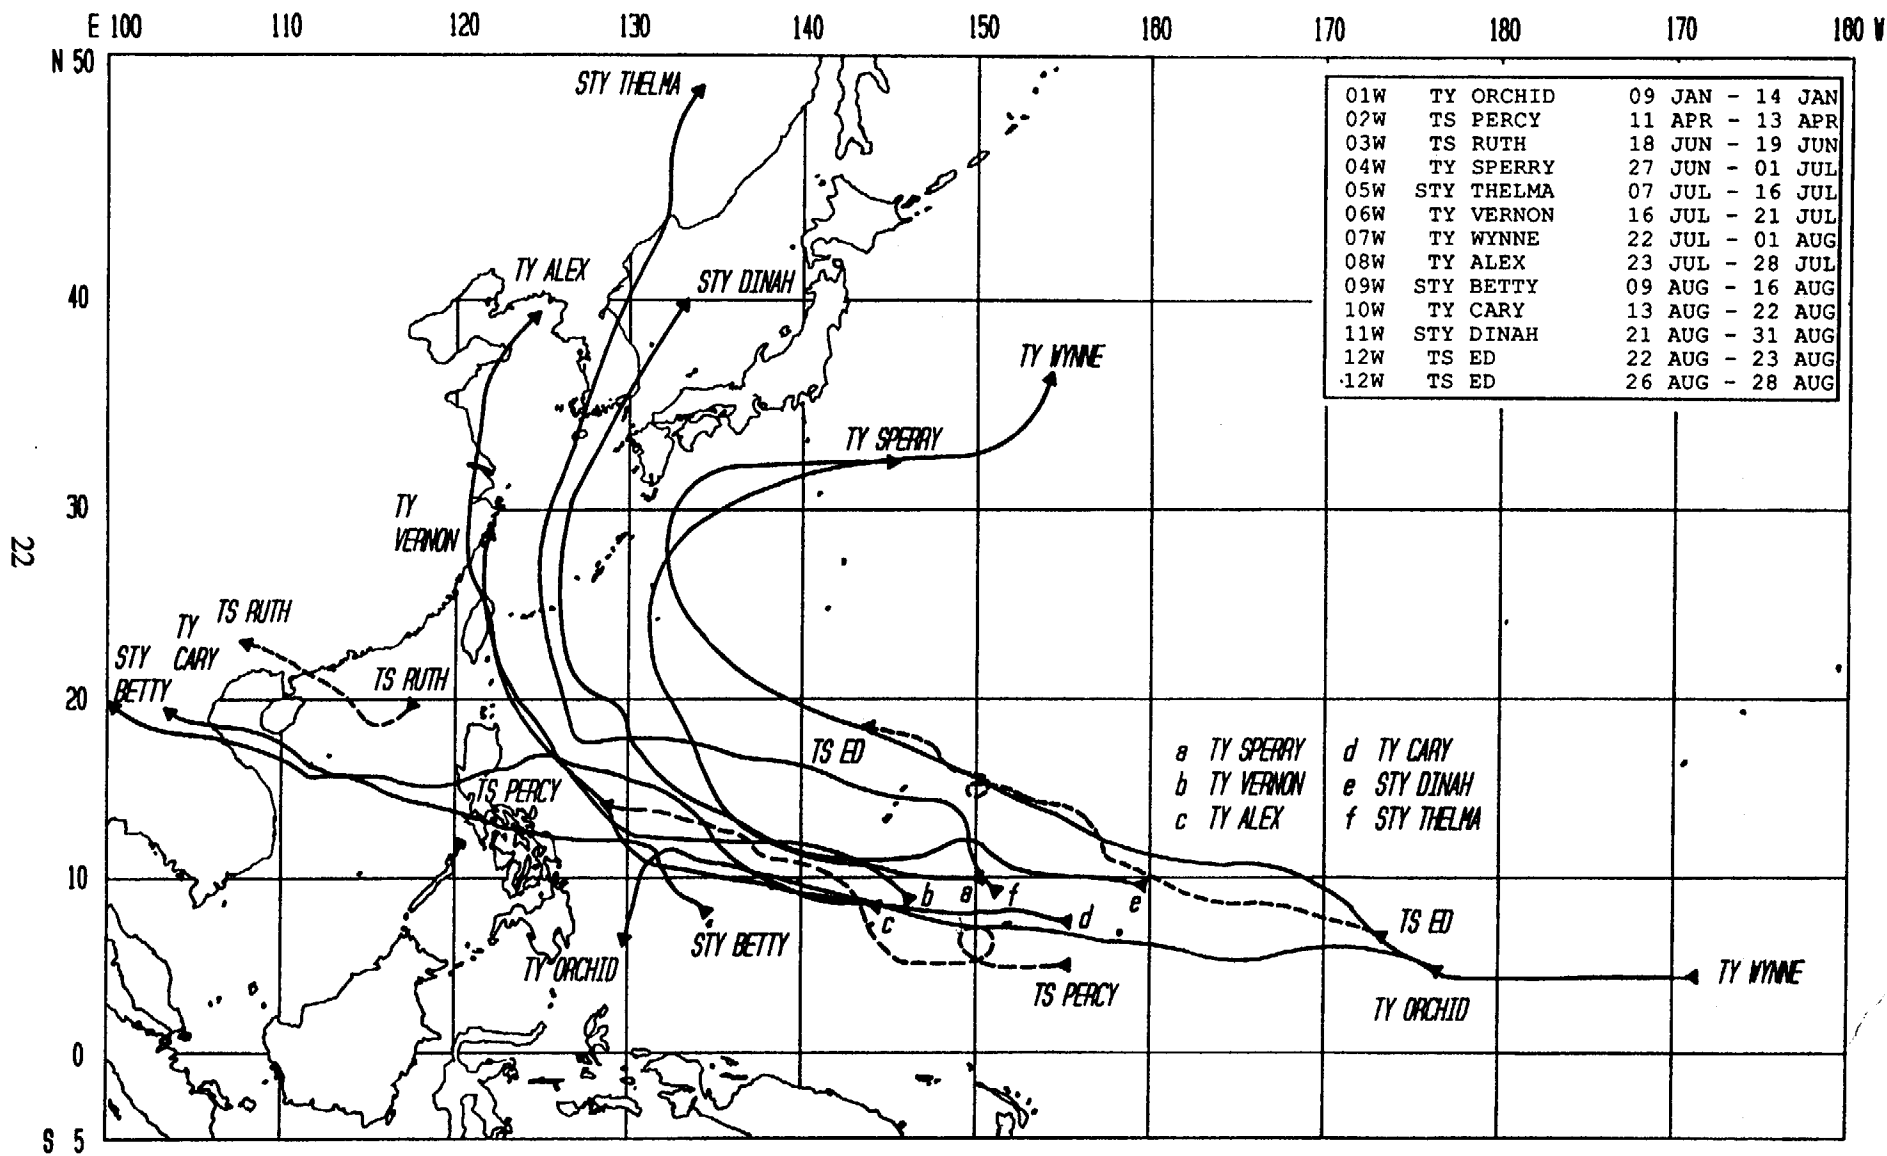 E 100 110 120 130 140 150 160 170 180 170 180 W
N 50
STY THELMA
01W TY ORCHID 09 JAN - 14 JAN
02W TS PERCY 11 APR - 13 APR
03W TS RUTH 18 JUN - 19 JUN
04W TY SPERRY 27 JUN - 01 JUL
05W STY THELMA 07 JUL - 16 JUL
06W TY VERNON 16 JUL - 21 JUL
07W TY WYNNE 22 JUL - 01 AUG
08W TY ALEX 23 JUL - 28 JUL
09W STY BETTY 09 AUG - 16 AUG
10W TY CARY 13 AUG - 22 AUG
11W STY DINAH 21 AUG - 31 AUG
12W TS ED 22 AUG - 23 AUG
12W TS ED 26 AUG - 28 AUG
TY ALEX
STY DINAH
40
TY WYNNE
TY SPERRY
30
TY
VERNON
22
TS RUTH
TY
CARY
STY
BETTY
TS RUTH
20
TS ED
a TY SPERRY d TY CARY
b TY VERNON e STY DINAH
c TY ALEX f STY THELMA
TS PERCY
10
b a f e
c d
TS ED
STY BETTY
TY ORCHID
TS PERCY
TY WYNNE
TY ORCHID
0
S 5